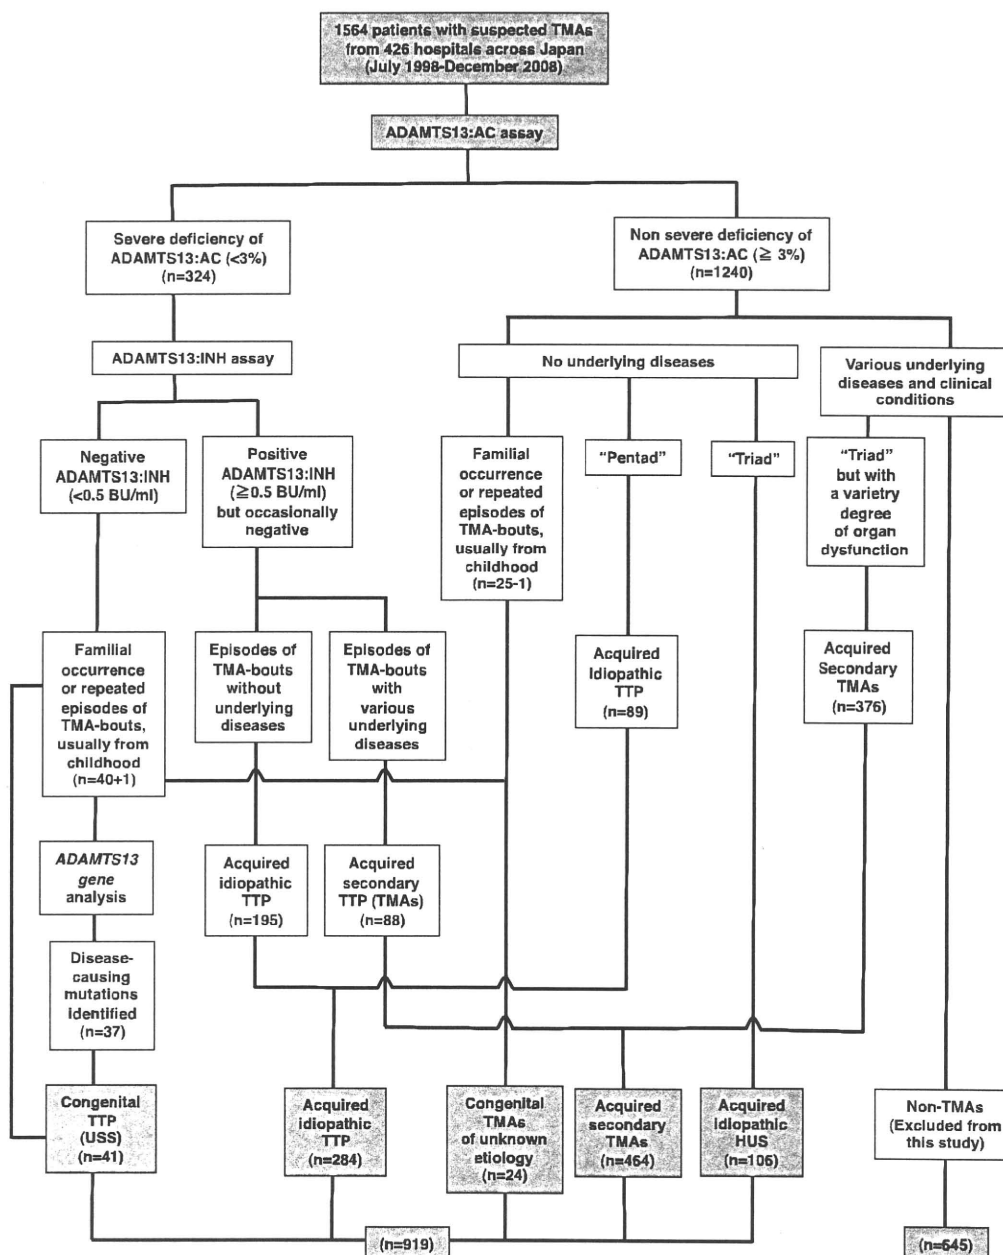 1564 patients with suspected TMAs
from 426 hospitals across Japan
(July 1998-December 2008)
ADAMTS13:AC assay
Severe deficiency of
ADAMTS13:AC (<3%)
(n=324)
Non severe deficiency of
ADAMTS13:AC (≧ 3%)
(n=1240)
ADAMTS13:INH assay
No underlying diseases
Various underlying
diseases and clinical
conditions
Negative
ADAMTS13:INH
(<0.5 BU/ml)
Positive
ADAMTS13:INH
(≧0.5 BU/ml)
but occasionally
negative
Familial
occurrence
or repeated
episodes of
TMA-bouts,
usually from
childhood
(n=25-1)
“Pentad”
“Triad”
“Triad”
but with
a varietry
degree
of organ
dysfunction
Familial
occurrence
or repeated
episodes of
TMA-bouts,
usually from
childhood
(n=40+1)
Episodes of
TMA-bouts
without
underlying
diseases
Episodes of
TMA-bouts
with
various
underlying
diseases
Acquired
Idiopathic
TTP
(n=89)
Acquired
Secondary
TMAs
(n=376)
ADAMTS13
gene
analysis
Acquired
idiopathic
TTP
(n=195)
Acquired
secondary
TTP (TMAs)
(n=88)
Disease-
causing
mutations
identified
(n=37)
Congenital
TTP
(USS)
(n=41)
Acquired
idiopathic
TTP
(n=284)
Congenital
TMAs
of unknown
etiology
(n=24)
Acquired
secondary
TMAs
(n=464)
Acquired
idiopathic
HUS
(n=106)
Non-TMAs
(Excluded from
this study)
(n=919)
(n=645)